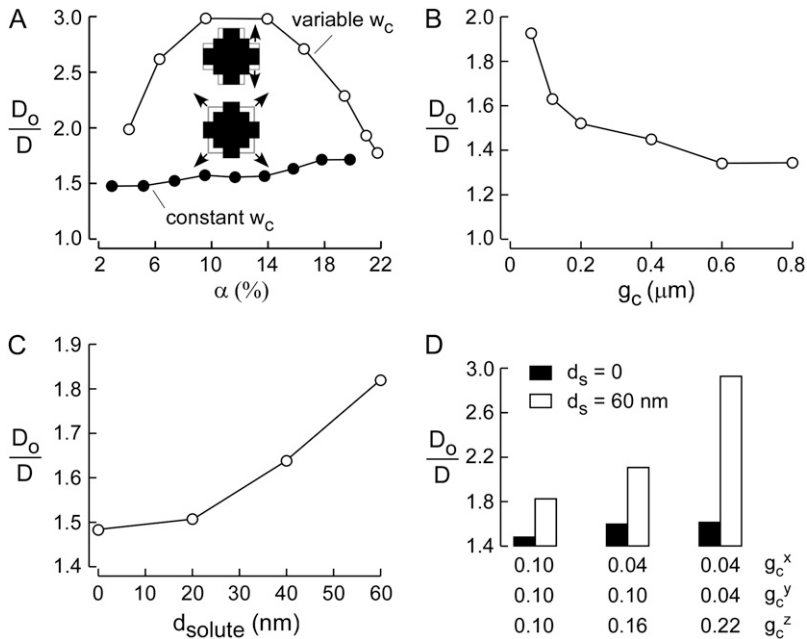 A
3.0
2.5
2.0
1.5
1.0
Do
D
variable wc
constant wc
2 6 10 14 18 22
α (%)
B
2.0
1.8
1.6
1.4
1.2
1.0
Do
D
0 0.2 0.4 0.6 0.8
gc (μm)
C
1.9
1.8
1.7
1.6
1.5
1.4
Do
D
0 10 20 30 40 50 60
dsolute (nm)
D
3.0
2.6
2.2
1.8
1.4
Do
D
ds = 0
ds = 60 nm
0.10 0.04 0.04 gcx
0.10 0.10 0.04 gcy
0.10 0.16 0.22 gcz